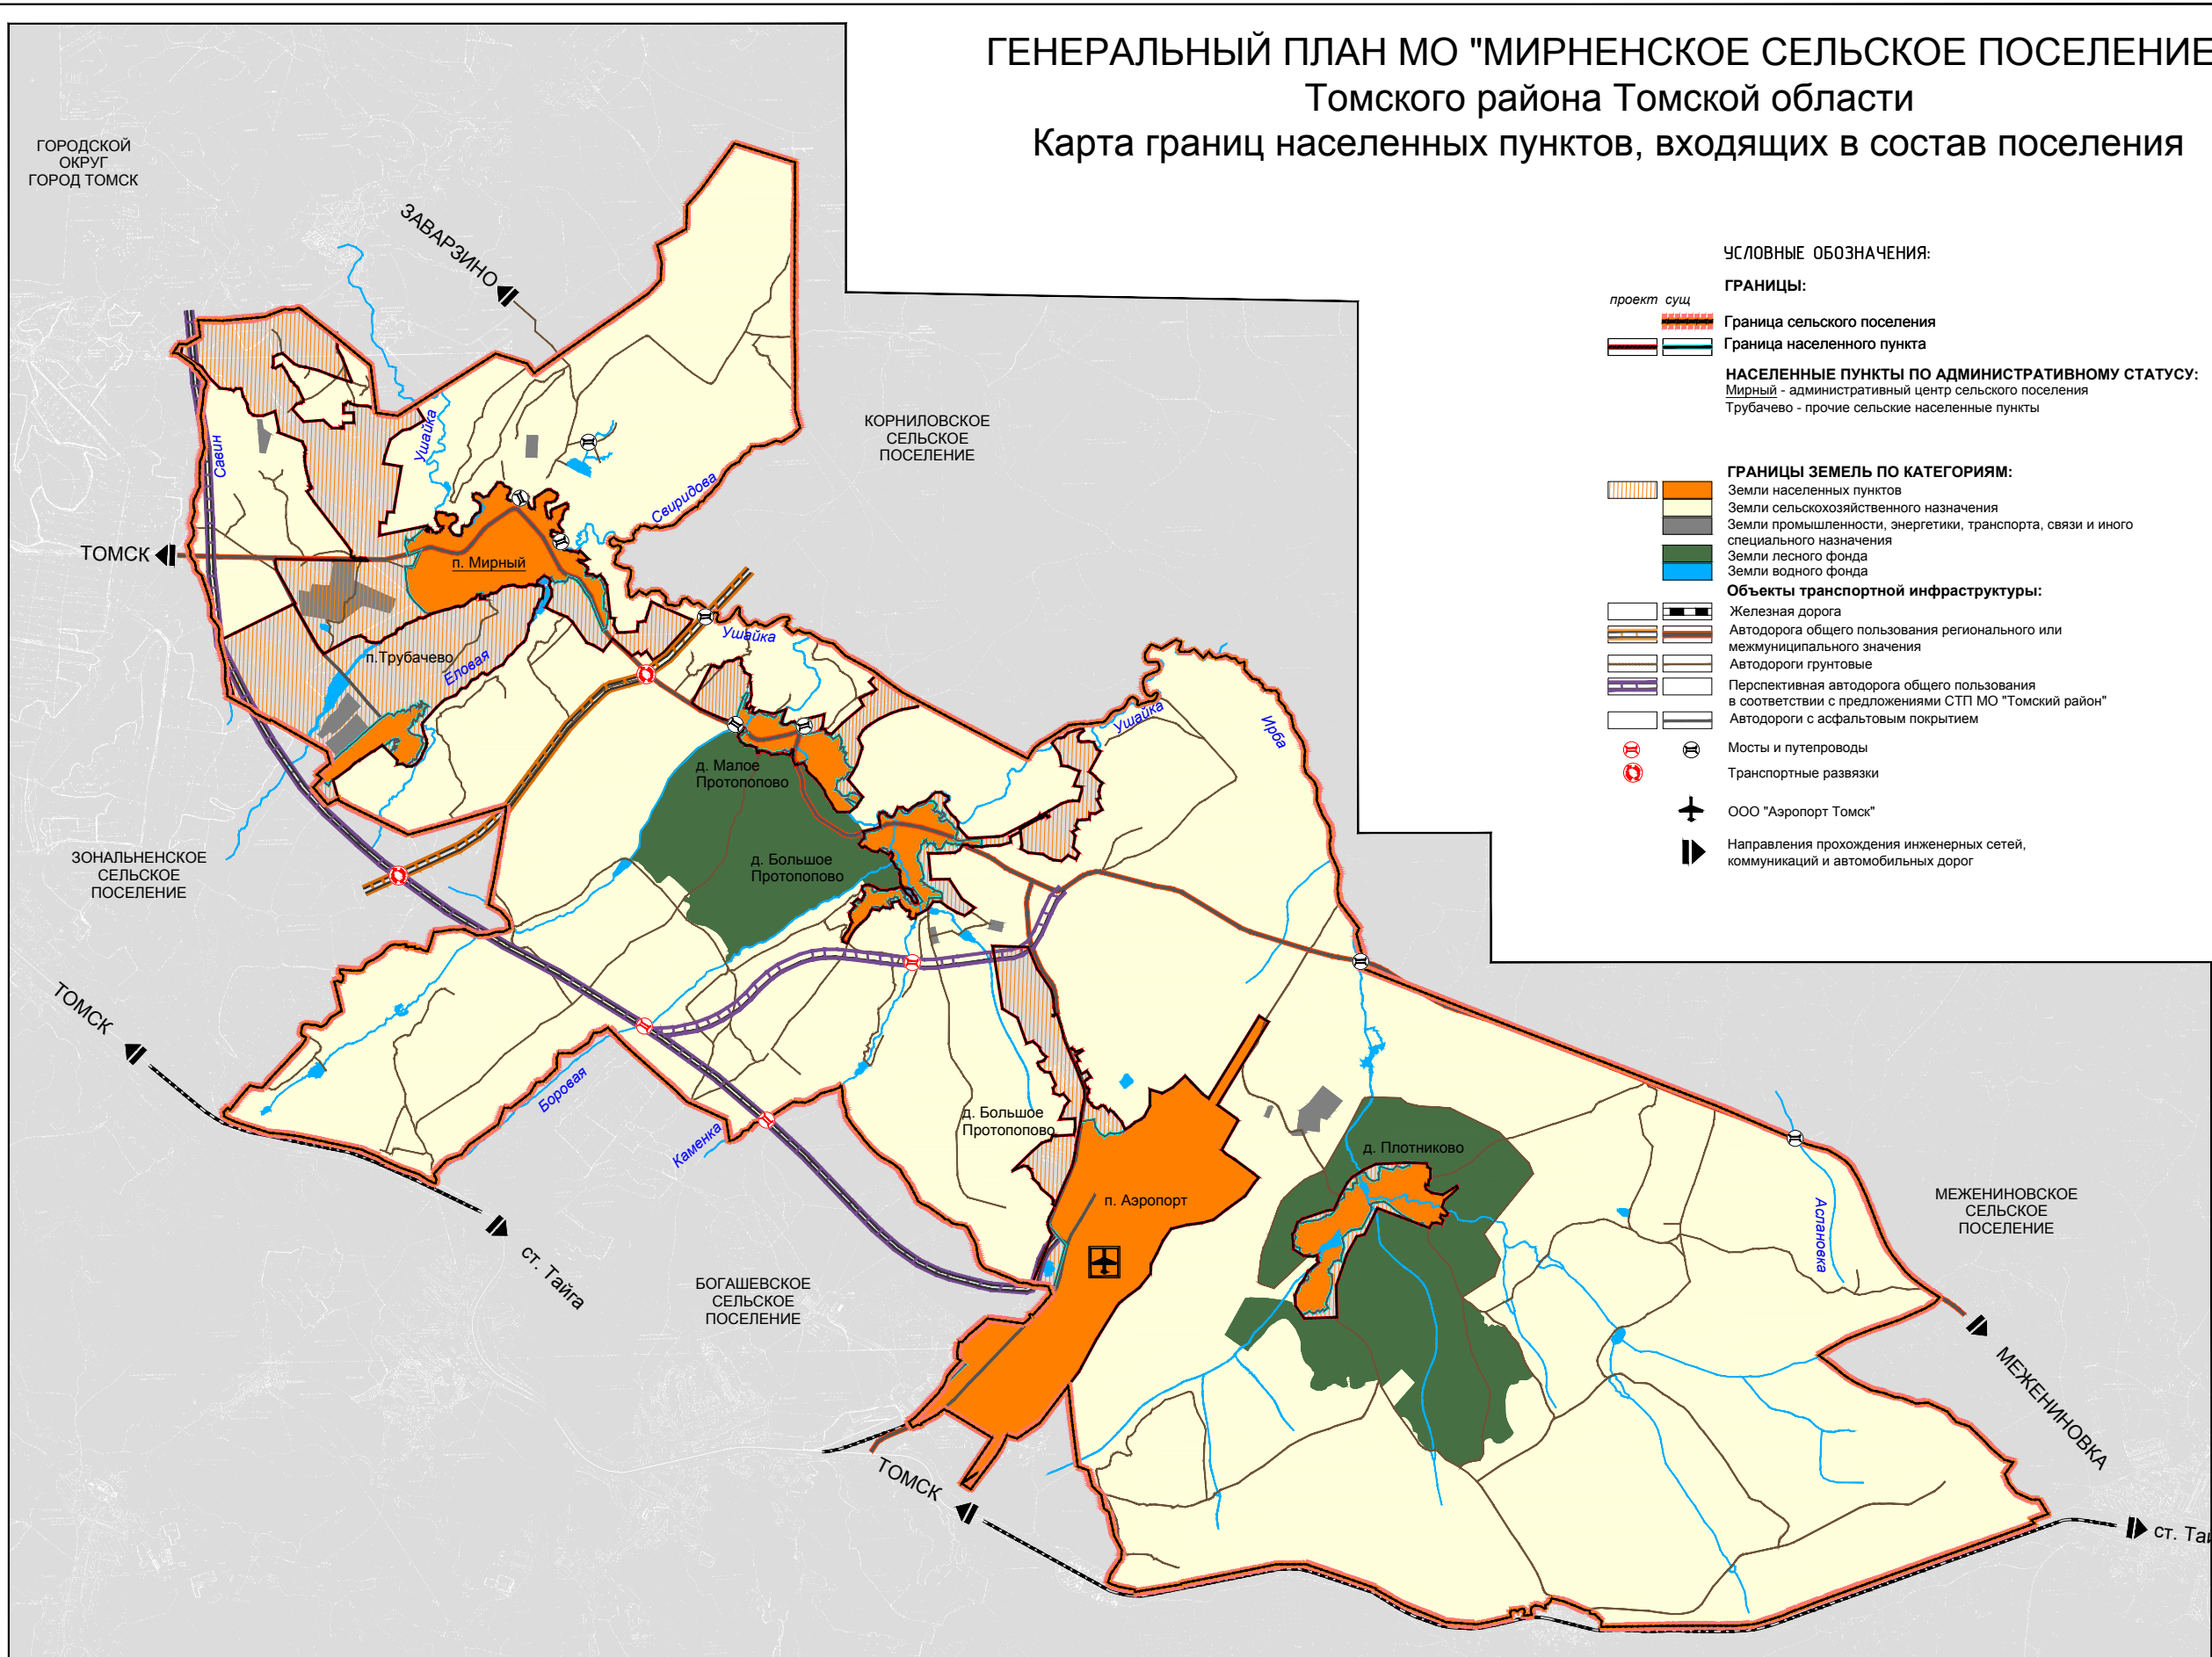 ГЕНЕРАЛЬНЫЙ ПЛАН МО "МИРНЕНСКОЕ СЕЛЬСКОЕ ПОСЕЛЕНИЕ
Томского района Томской области
Карта границ населенных пунктов, входящих в состав поселения
ГОРОДСКОЙ
ОКРУГ
ГОРОД ТОМСК
ЗАВАРЗИНО
КОРНИЛОВСКОЕ
СЕЛЬСКОЕ
ПОСЕЛЕНИЕ
Савин
Ушайка
Свиридова
ТОМСК
п. Мирный
п.Трубачево
Еловая
Ушайка
Ушайка
Ирба
д. Малое
Протопопово
д. Большое
Протопопово
ЗОНАЛЬНЕНСКОЕ
СЕЛЬСКОЕ
ПОСЕЛЕНИЕ
ТОМСК
Боровая
Каменка
д. Большое
Протопопово
д. Плотниково
п. Аэропорт
Аслановка
МЕЖЕНИНОВСКОЕ
СЕЛЬСКОЕ
ПОСЕЛЕНИЕ
ст. Тайга
БОГАШЕВСКОЕ
СЕЛЬСКОЕ
ПОСЕЛЕНИЕ
МЕЖЕНИНОВКА
ТОМСК
ст. Тай
УСЛОВНЫЕ ОБОЗНАЧЕНИЯ:
ГРАНИЦЫ:
проект сущ
Граница сельского поселения
Граница населенного пункта
НАСЕЛЕННЫЕ ПУНКТЫ ПО АДМИНИСТРАТИВНОМУ СТАТУСУ:
Мирный - административный центр сельского поселения
Трубачево - прочие сельские населенные пункты
ГРАНИЦЫ ЗЕМЕЛЬ ПО КАТЕГОРИЯМ:
Земли населенных пунктов
Земли сельскохозяйственного назначения
Земли промышленности, энергетики, транспорта, связи и иного
специального назначения
Земли лесного фонда
Земли водного фонда
Объекты транспортной инфраструктуры:
Железная дорога
Автодорога общего пользования регионального или
межмуниципального значения
Автодороги грунтовые
Перспективная автодорога общего пользования
в соответствии с предложениями СТП МО "Томский район"
Автодороги с асфальтовым покрытием
Мосты и путепроводы
Транспортные развязки
ООО "Аэропорт Томск"
Направления прохождения инженерных сетей,
коммуникаций и автомобильных дорог